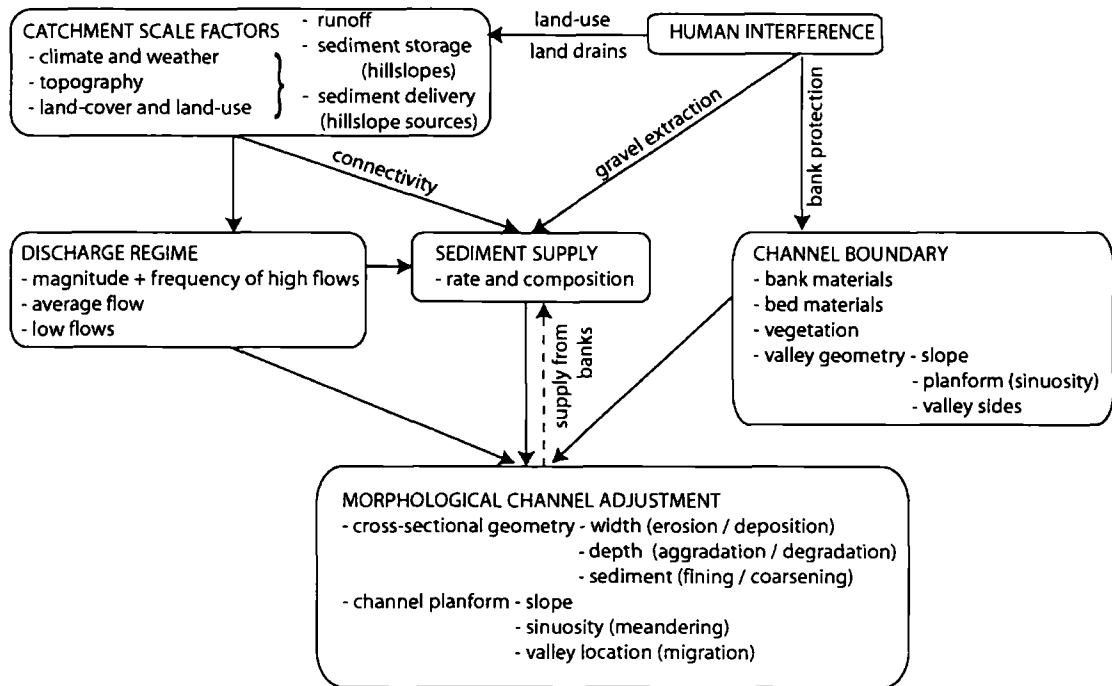 CATCHMENT SCALE FACTORS
- climate and weather
- topography
- land-cover and land-use
- runoff
- sediment storage
(hillslopes)
- sediment delivery
(hillslope sources)
land-use
land drains
HUMAN INTERFERENCE
connectivity
gravel extraction
bank protection
DISCHARGE REGIME
- magnitude + frequency of high flows
- average flow
- low flows
SEDIMENT SUPPLY
- rate and composition
CHANNEL BOUNDARY
- bank materials
- bed materials
- vegetation
- valley geometry - slope
- planform (sinuosity)
- valley sides
supply from
banks
MORPHOLOGICAL CHANNEL ADJUSTMENT
- cross-sectional geometry - width (erosion / deposition)
- depth (aggradation / degradation)
- sediment (fining / coarsening)
- channel planform - slope
- sinuosity (meandering)
- valley location (migration)